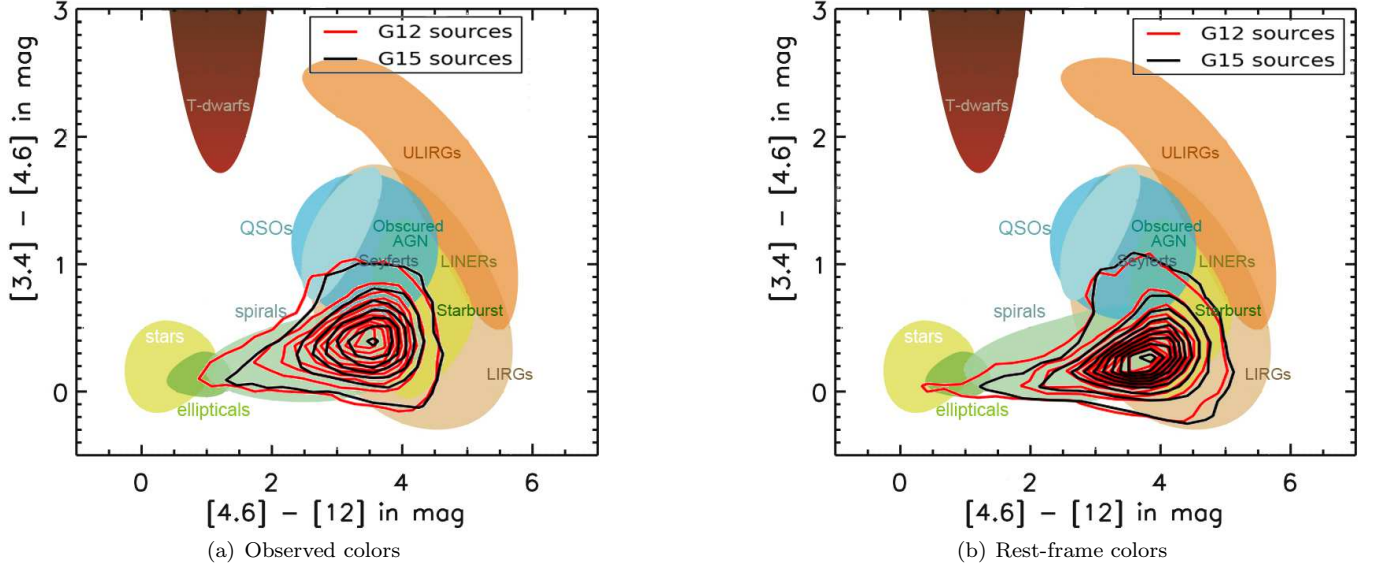 3
2
1
0
[3.4] − [4.6] in mag
G12 sources
G15 sources
T-dwarfs
ULIRGs
QSOs
Obscured
AGN
Seyferts
LINERs
spirals
Starburst
stars
LIRGs
ellipticals
0 2 4 6
[4.6] − [12] in mag
(a) Observed colors
3
2
1
0
[3.4] − [4.6] in mag
G12 sources
G15 sources
T-dwarfs
ULIRGs
QSOs
Obscured
AGN
Seyferts
LINERs
spirals
Starburst
stars
LIRGs
ellipticals
0 2 4 6
[4.6] − [12] in mag
(b) Rest-frame colors